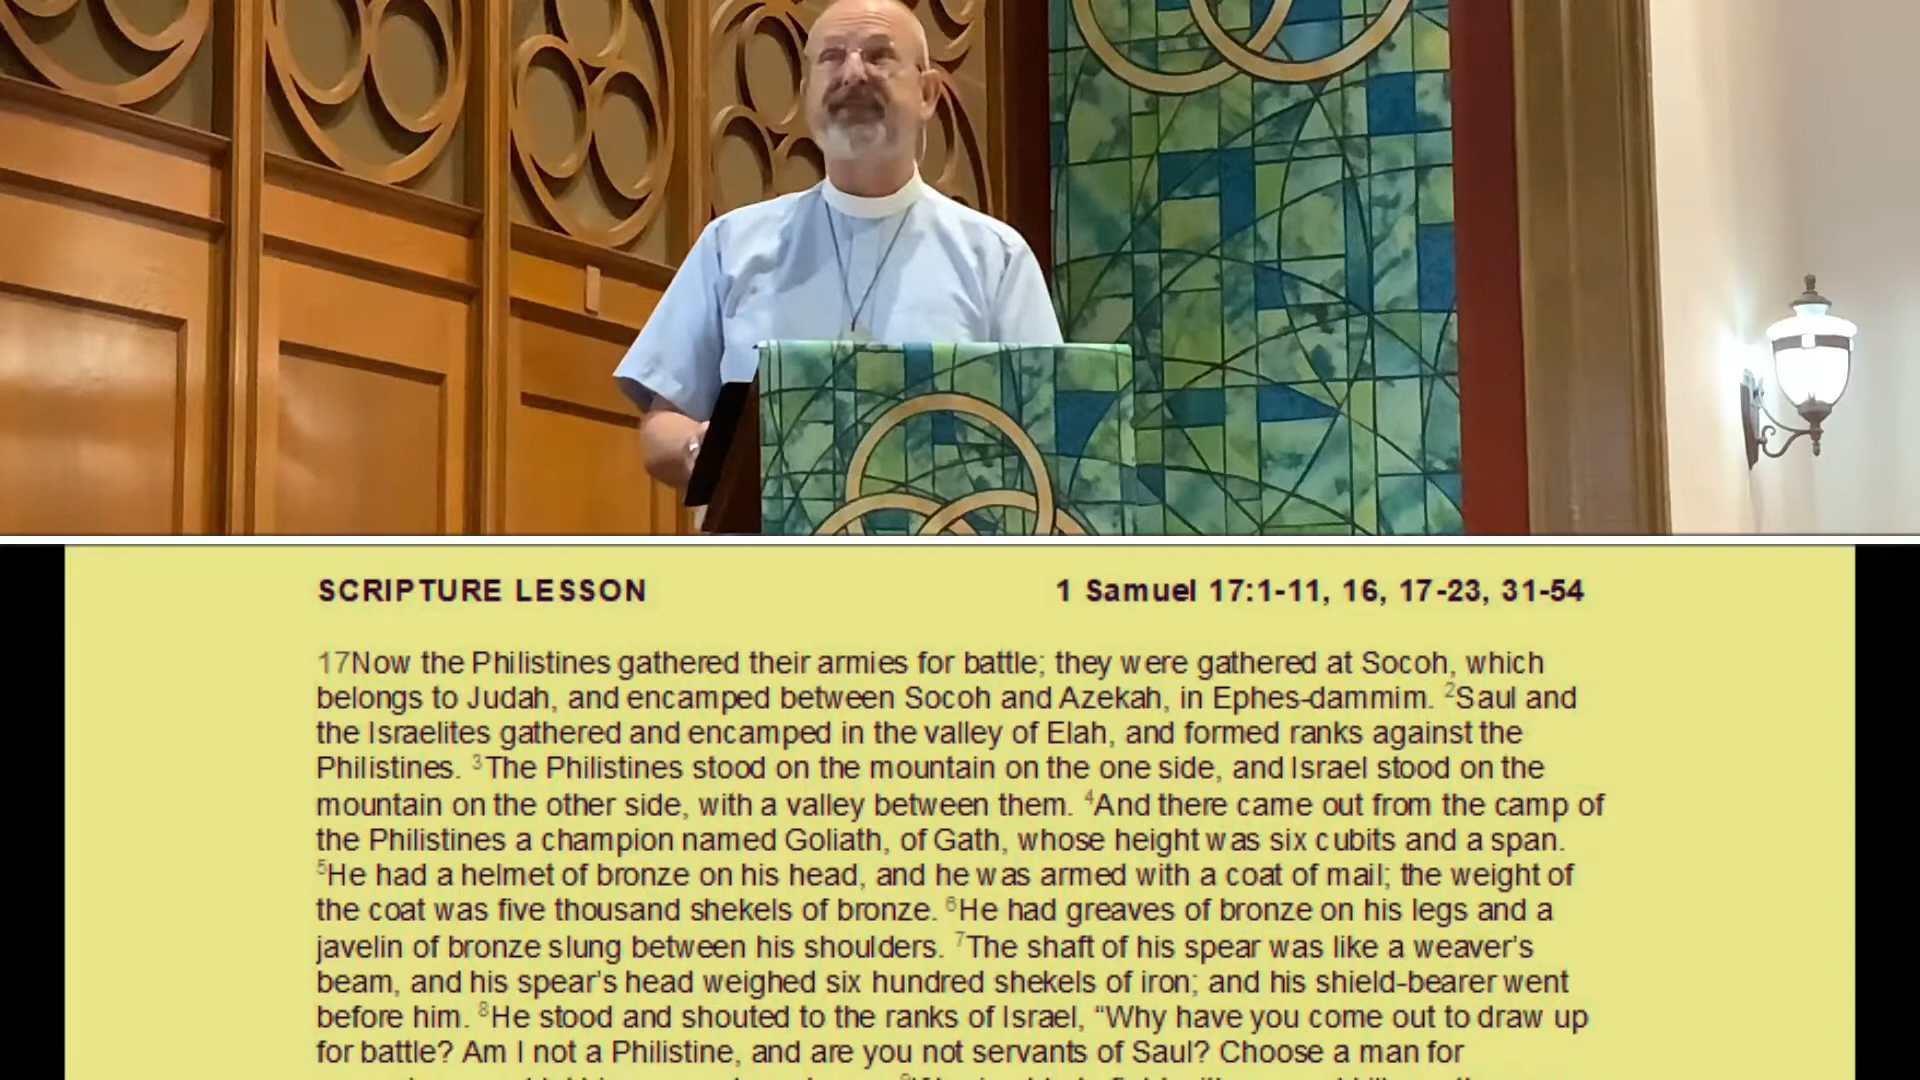 SCRIPTURE LESSON 1 Samuel 17:1-11, 16, 17-23, 31-54
17Now the Philistines gathered their armies for battle; they were gathered at Socoh, which
belongs to Judah, and encamped between Socoh and Azekah, in Ephes-dammim. 2Saul and
the Israelites gathered and encamped in the valley of Elah, and formed ranks against the
Philistines. 3The Philistines stood on the mountain on the one side, and Israel stood on the
mountain on the other side, with a valley between them. 4And there came out from the camp of
the Philistines a champion named Goliath, of Gath, whose height was six cubits and a span.
5He had a helmet of bronze on his head, and he was armed with a coat of mail; the weight of
the coat was five thousand shekels of bronze. 6He had greaves of bronze on his legs and a
javelin of bronze slung between his shoulders. 7The shaft of his spear was like a weaver’s
beam, and his spear’s head weighed six hundred shekels of iron; and his shield-bearer went
before him. 8He stood and shouted to the ranks of Israel, “Why have you come out to draw up
for battle? Am I not a Philistine, and are you not servants of Saul? Choose a man for